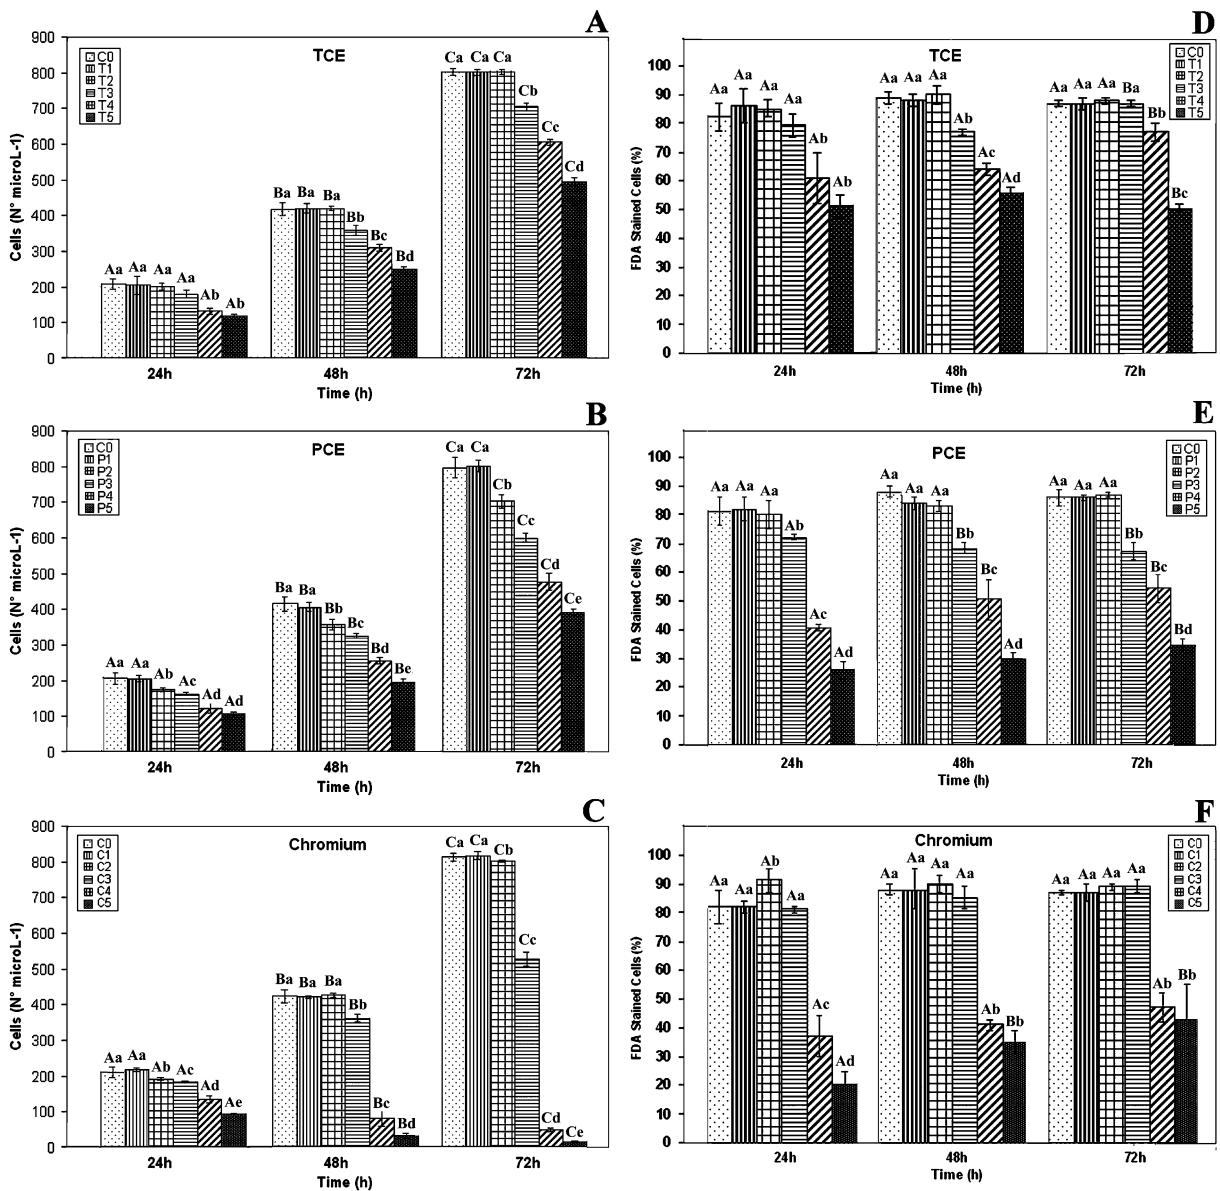 A
TCE
Cells (N° microL-1)
900
800
700
600
500
400
300
200
100
0
C0
T1
T2
T3
T4
T5
Aa Aa Aa Aa Ab Ab
Ba Ba Ba Bb Bc Bd
Ca Ca Ca Cb Cc Cd
24h 48h 72h
Time (h)
D
TCE
FDA Stained Cells (%)
100
90
80
70
60
50
40
30
20
10
0
C0
T1
T2
T3
T4
T5
Aa Aa Aa Aa Ab Ab
Aa Aa Aa Ab Ac Ad
Aa Aa Aa Ba Bb Bc
24h 48h 72h
Time (h)
B
PCE
Cells (N° microL-1)
900
800
700
600
500
400
300
200
100
0
C0
P1
P2
P3
P4
P5
Aa Aa Ab Ac Ad Ad
Ba Ba Bb Bc Bd Be
Ca Ca Cb Cc Cd Ce
24h 48h 72h
Time (h)
E
PCE
FDA Stained Cells (%)
100
90
80
70
60
50
40
30
20
10
0
C0
P1
P2
P3
P4
P5
Aa Aa Aa Ab Ac Ad
Aa Aa Aa Bb Bc Ad
Aa Aa Aa Bb Bc Bd
24h 48h 72h
Time (h)
C
Chromium
Cells (N° microL-1)
900
800
700
600
500
400
300
200
100
0
C0
C1
C2
C3
C4
C5
Aa Aa Ab Ac Ad Ae
Ba Ba Ba Bb Bc Bd
Ca Ca Cb Cc Cd Ce
24h 48h 72h
Time (h)
F
Chromium
FDA Stained Cells (%)
100
90
80
70
60
50
40
30
20
10
0
C0
C1
C2
C3
C4
C5
Aa Aa Ab Aa Ac Ad
Aa Aa Aa Aa Ab Bb
Aa Aa Aa Aa Ab Bb
24h 48h 72h
Time (h)